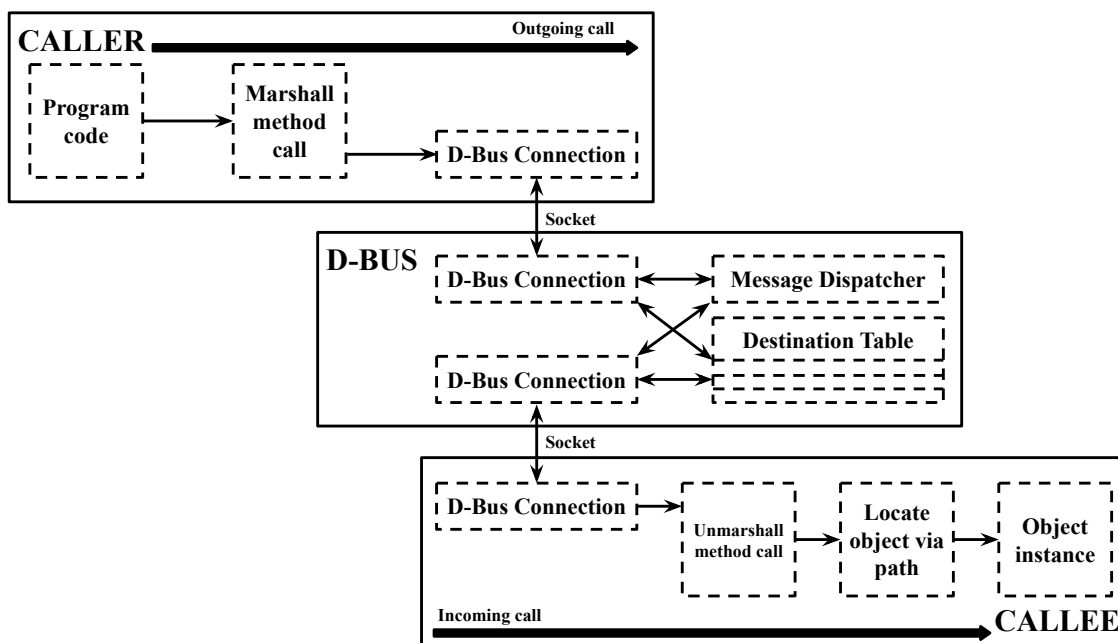 Outgoing call
CALLER
Program
code
Marshall
method
call
D-Bus Connection
Socket
D-BUS
D-Bus Connection
Message Dispatcher
Destination Table
D-Bus Connection
Socket
D-Bus Connection
Unmarshall
method call
Locate
object via
path
Object
instance
Incoming call
CALLEE